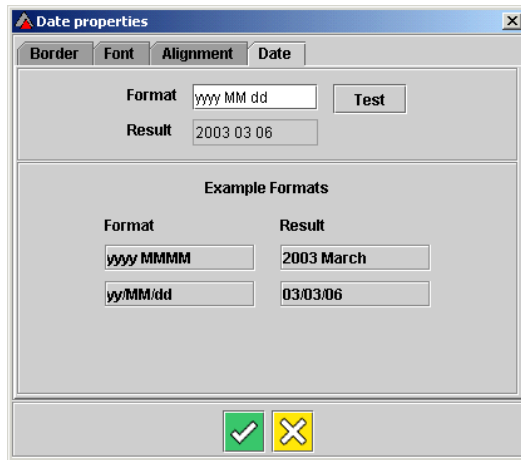 Date properties
Border Font Alignment Date
Format yyyy MM dd Test
Result 2003 03 06
Example Formats
Format Result
yyyy MMMM 2003 March
yy/MM/dd 03/03/06